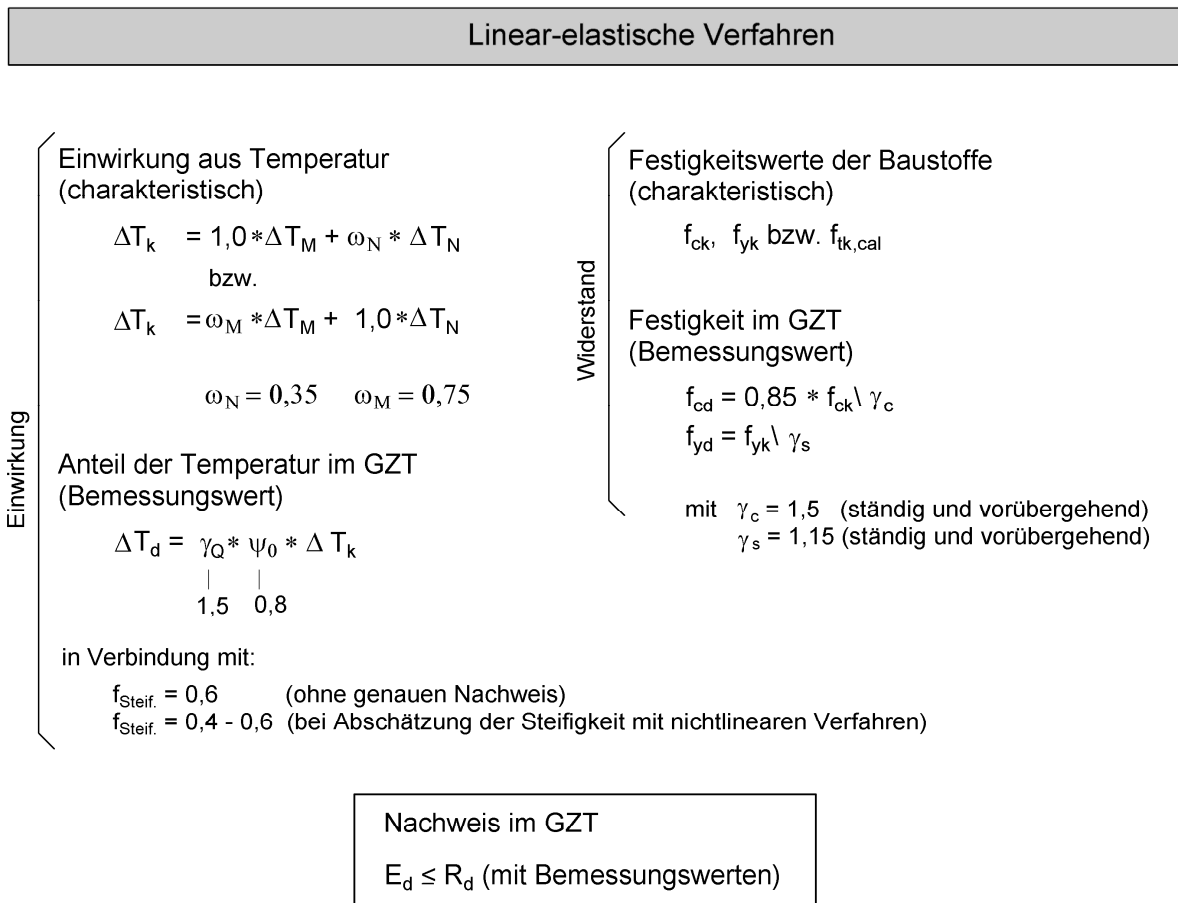 Linear-elastische Verfahren
Einwirkung
Einwirkung aus Temperatur
(charakteristisch)
ΔT_k = 1,0 * ΔT_M + ω_N * ΔT_N
bzw.
ΔT_k = ω_M * ΔT_M + 1,0 * ΔT_N
ω_N = 0,35 ω_M = 0,75
Anteil der Temperatur im GZT
(Bemessungswert)
ΔT_d = γ_Q * ψ_0 * Δ T_k
1,5 0,8
in Verbindung mit:
f_Steif. = 0,6 (ohne genauen Nachweis)
f_Steif. = 0,4 - 0,6 (bei Abschätzung der Steifigkeit mit nichtlinearen Verfahren)
Widerstand
Festigkeitswerte der Baustoffe
(charakteristisch)
f_ck, f_yk bzw. f_tk,cal
Festigkeit im GZT
(Bemessungswert)
f_cd = 0,85 * f_ck\ γ_c
f_yd = f_yk\ γ_s
mit γ_c = 1,5 (ständig und vorübergehend)
γ_s = 1,15 (ständig und vorübergehend)
Nachweis im GZT
E_d ≤ R_d (mit Bemessungswerten)